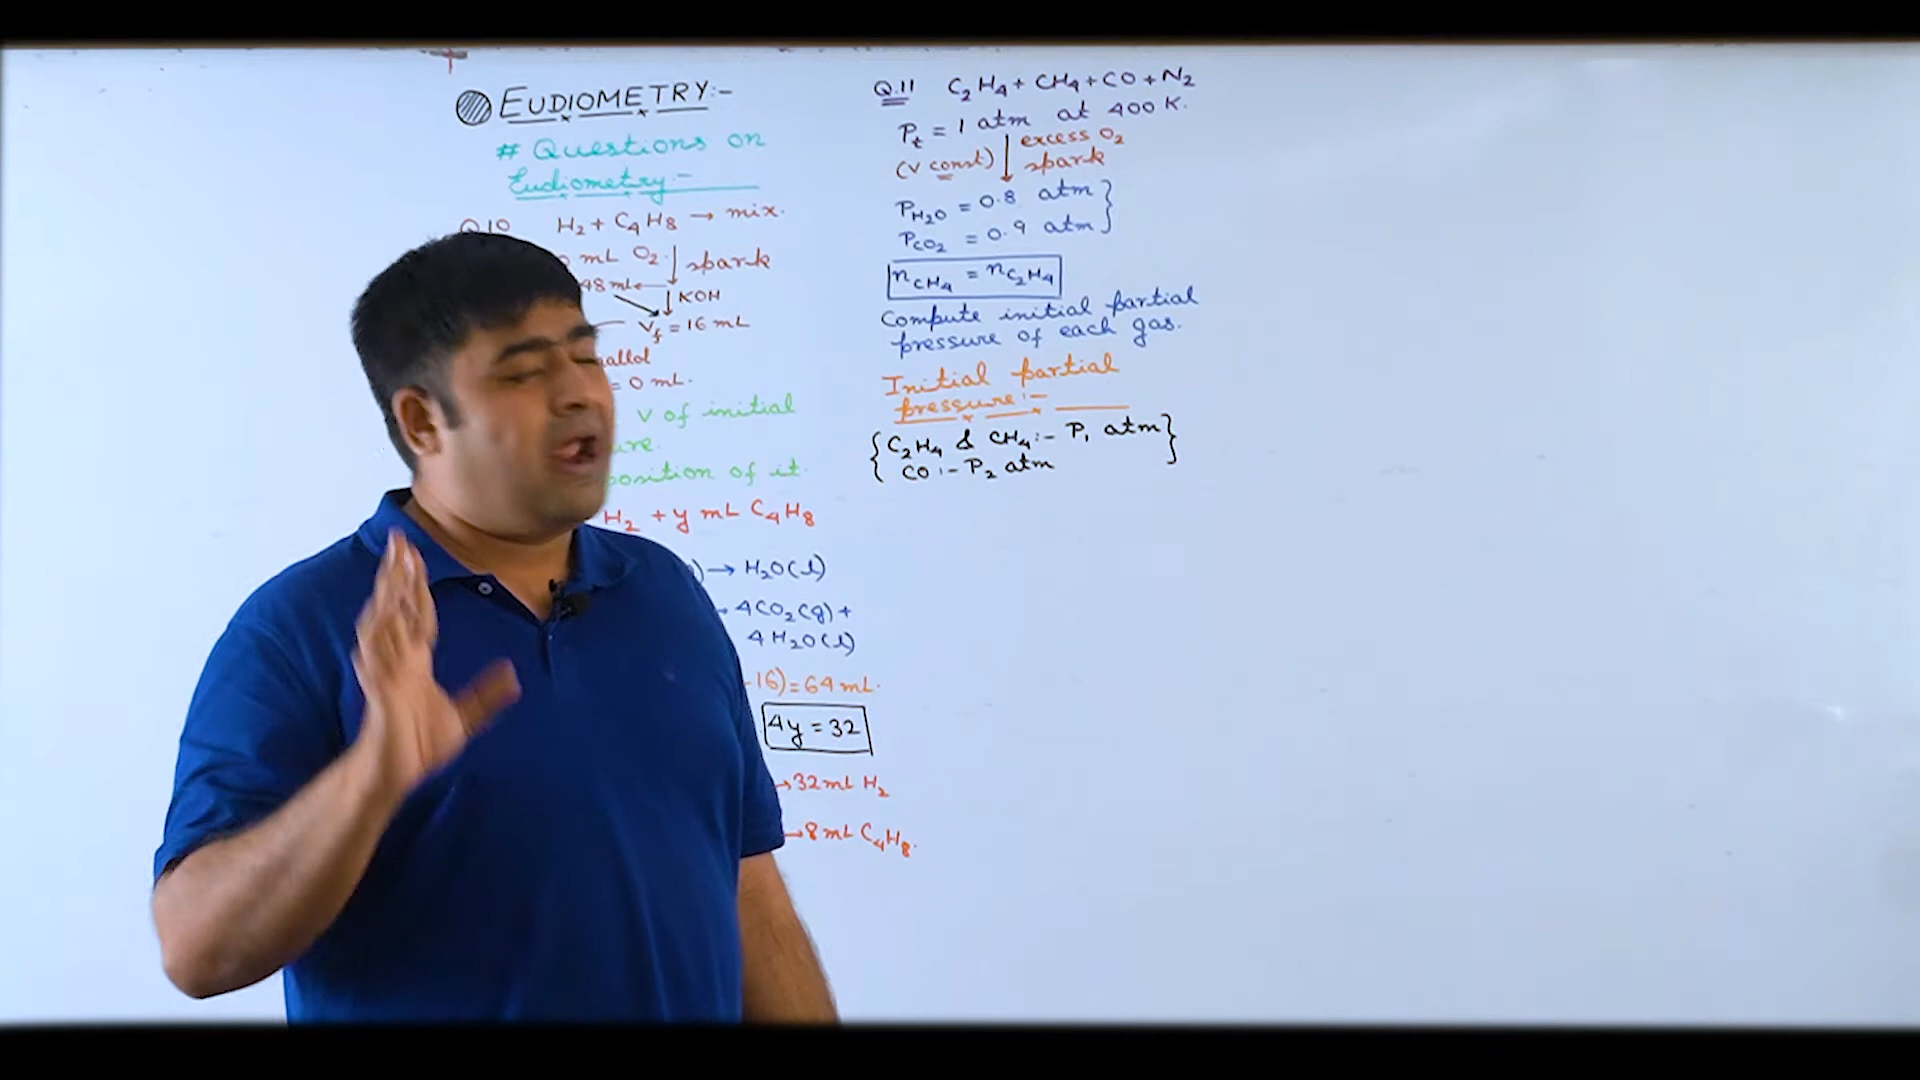 EUDIOMETRY:-
# Questions on
Eudiometry:-
Q.10 H₂ + C₄H₈ → mix.
mL O₂. spark
48 mL ←
KOH
V_f = 16 mL
= 0 mL.
V of initial
position of it.
H₂ + y mL C₄H₈
→ H₂O(l)
→ 4CO₂(g) +
4H₂O(l)
-16) = 64 mL.
4y = 32
→ 32 mL H₂
→ 8 mL C₄H₈.
Q.11 C₂H₄ + CH₄ + CO + N₂
P_t = 1 atm at 400 K.
(V const) ↓ excess O₂
spark
P_H₂O = 0.8 atm
P_CO₂ = 0.9 atm }
n_CH₄ = n_C₂H₄
Compute initial partial
pressure of each gas.
Initial partial
pressure:-
{ C₂H₄ & CH₄:- P₁ atm }
CO:- P₂ atm